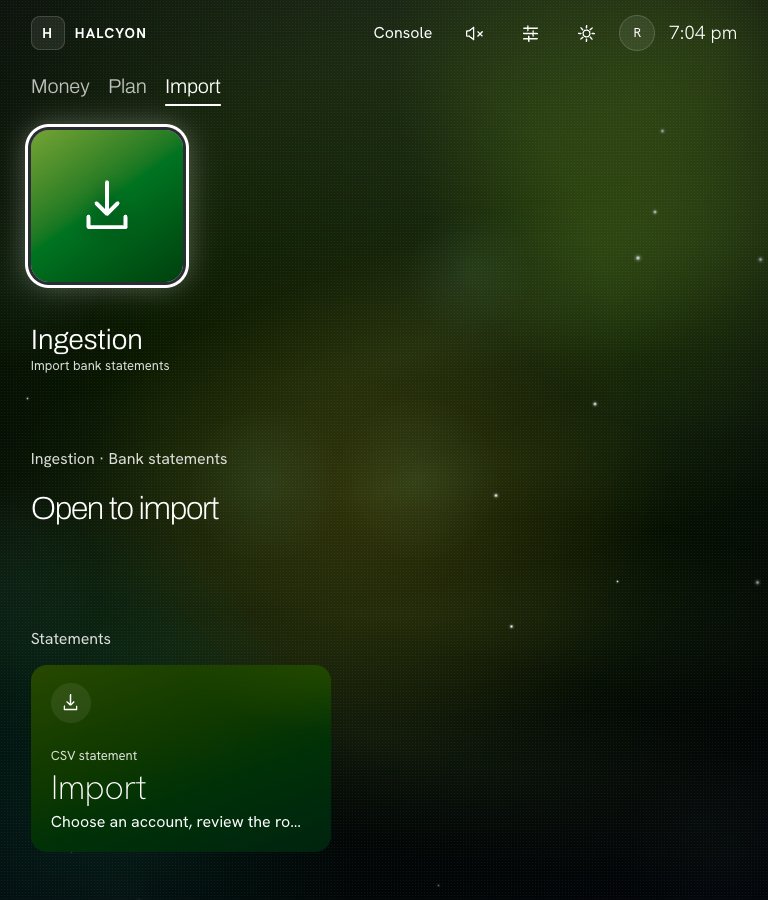 H HALCYON Console R 7:04 pm
Money Plan Import
Ingestion
Import bank statements
Ingestion · Bank statements
Open to import
Statements
CSV statement
Import
Choose an account, review the ro...